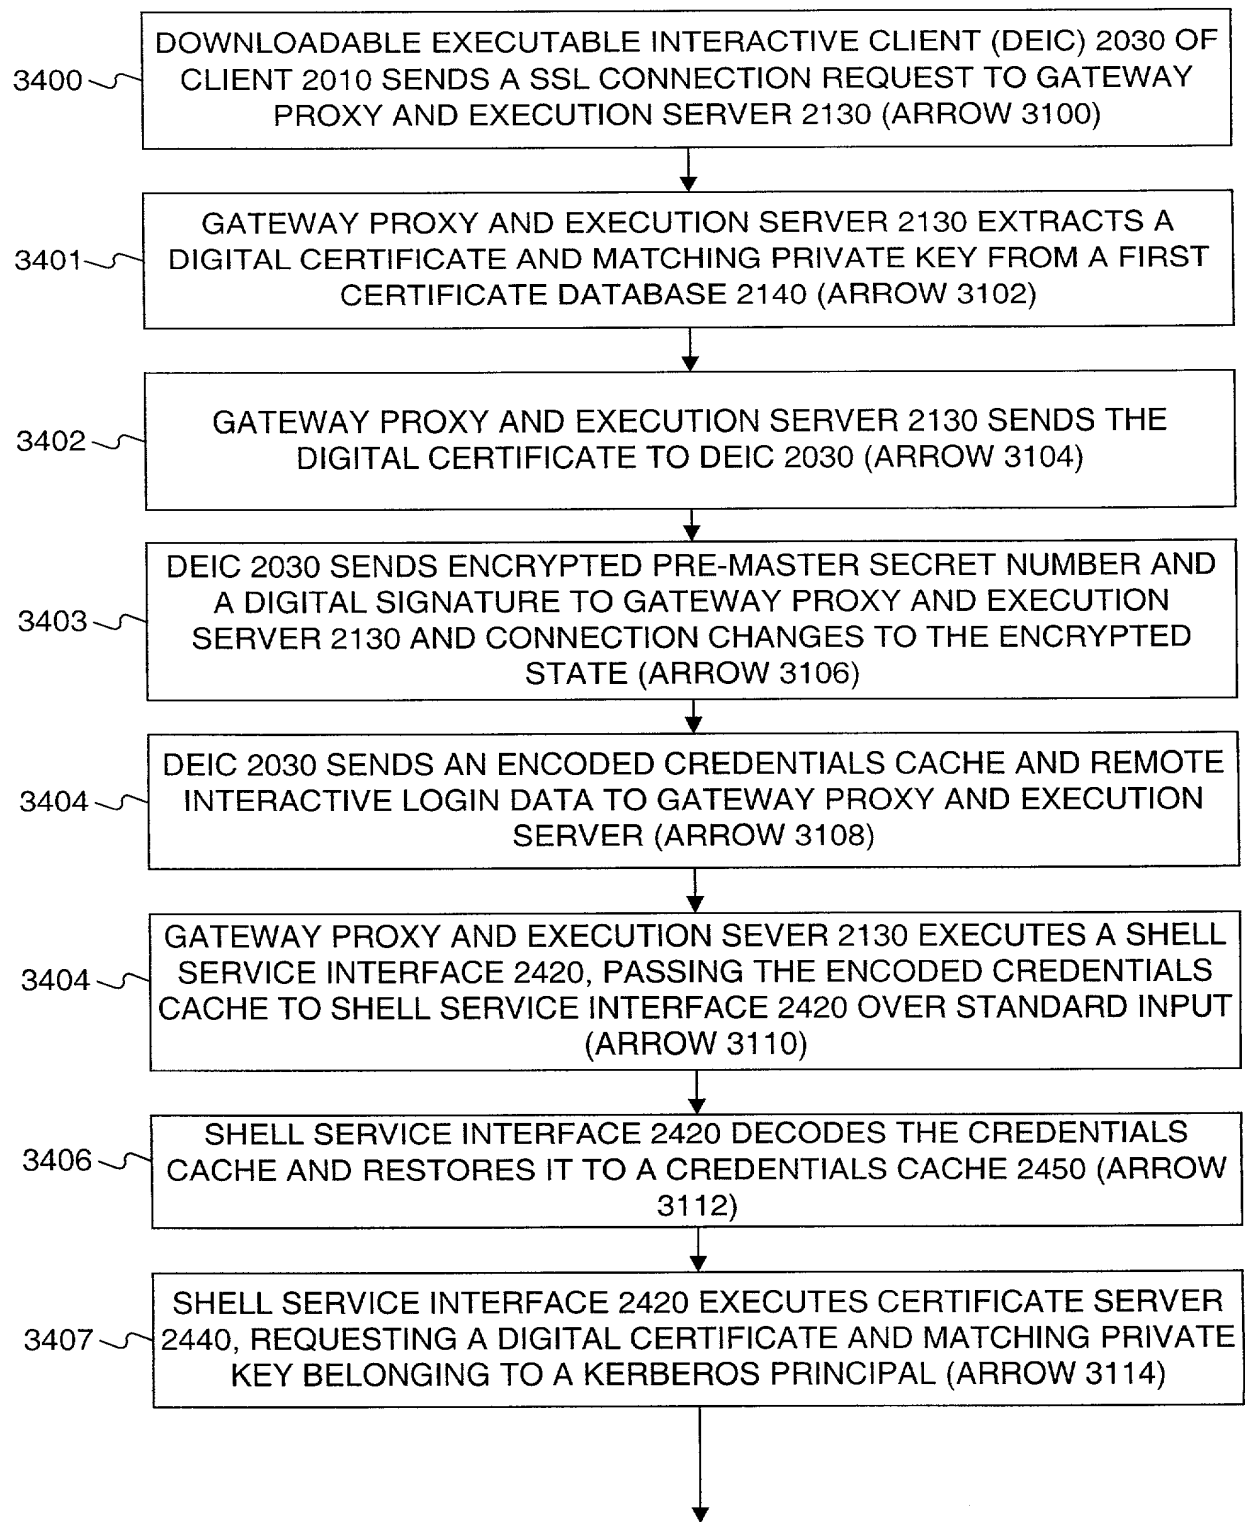 DOWNLOADABLE EXECUTABLE INTERACTIVE CLIENT (DEIC) 2030 OF
3400 CLIENT 2010 SENDS A SSL CONNECTION REQUEST TO GATEWAY
PROXY AND EXECUTION SERVER 2130 (ARROW 3100)
GATEWAY PROXY AND EXECUTION SERVER 2130 EXTRACTS A
3401 DIGITAL CERTIFICATE AND MATCHING PRIVATE KEY FROM A FIRST
CERTIFICATE DATABASE 2140 (ARROW 3102)
GATEWAY PROXY AND EXECUTION SERVER 2130 SENDS THE
3402 DIGITAL CERTIFICATE TO DEIC 2030 (ARROW 3104)
DEIC 2030 SENDS ENCRYPTED PRE-MASTER SECRET NUMBER AND
A DIGITAL SIGNATURE TO GATEWAY PROXY AND EXECUTION
3403 SERVER 2130 AND CONNECTION CHANGES TO THE ENCRYPTED
STATE (ARROW 3106)
DEIC 2030 SENDS AN ENCODED CREDENTIALS CACHE AND REMOTE
3404 INTERACTIVE LOGIN DATA TO GATEWAY PROXY AND EXECUTION
SERVER (ARROW 3108)
GATEWAY PROXY AND EXECUTION SEVER 2130 EXECUTES A SHELL
3404 SERVICE INTERFACE 2420, PASSING THE ENCODED CREDENTIALS
CACHE TO SHELL SERVICE INTERFACE 2420 OVER STANDARD INPUT
(ARROW 3110)
SHELL SERVICE INTERFACE 2420 DECODES THE CREDENTIALS
3406 CACHE AND RESTORES IT TO A CREDENTIALS CACHE 2450 (ARROW
3112)
SHELL SERVICE INTERFACE 2420 EXECUTES CERTIFICATE SERVER
3407 2440, REQUESTING A DIGITAL CERTIFICATE AND MATCHING PRIVATE
KEY BELONGING TO A KERBEROS PRINCIPAL (ARROW 3114)